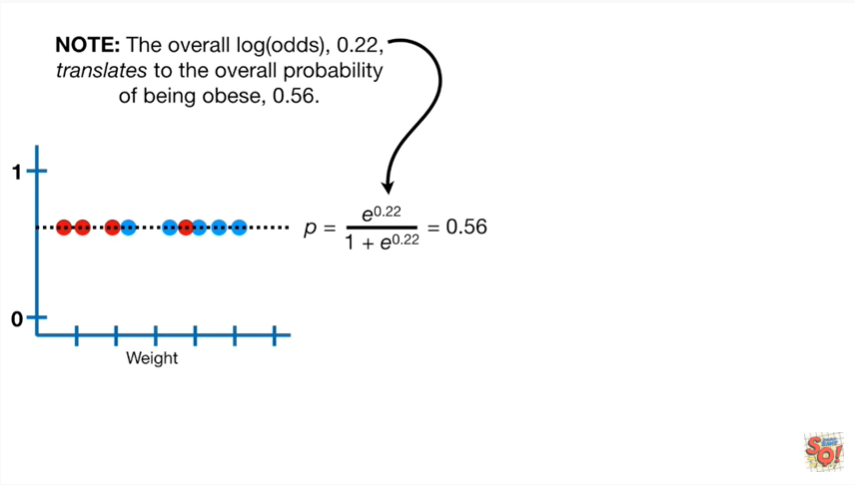 NOTE: The overall log(odds), 0.22,
translates to the overall probability
of being obese, 0.56.
1
p = e^0.22 / (1 + e^0.22) = 0.56
0
Weight
SQ!